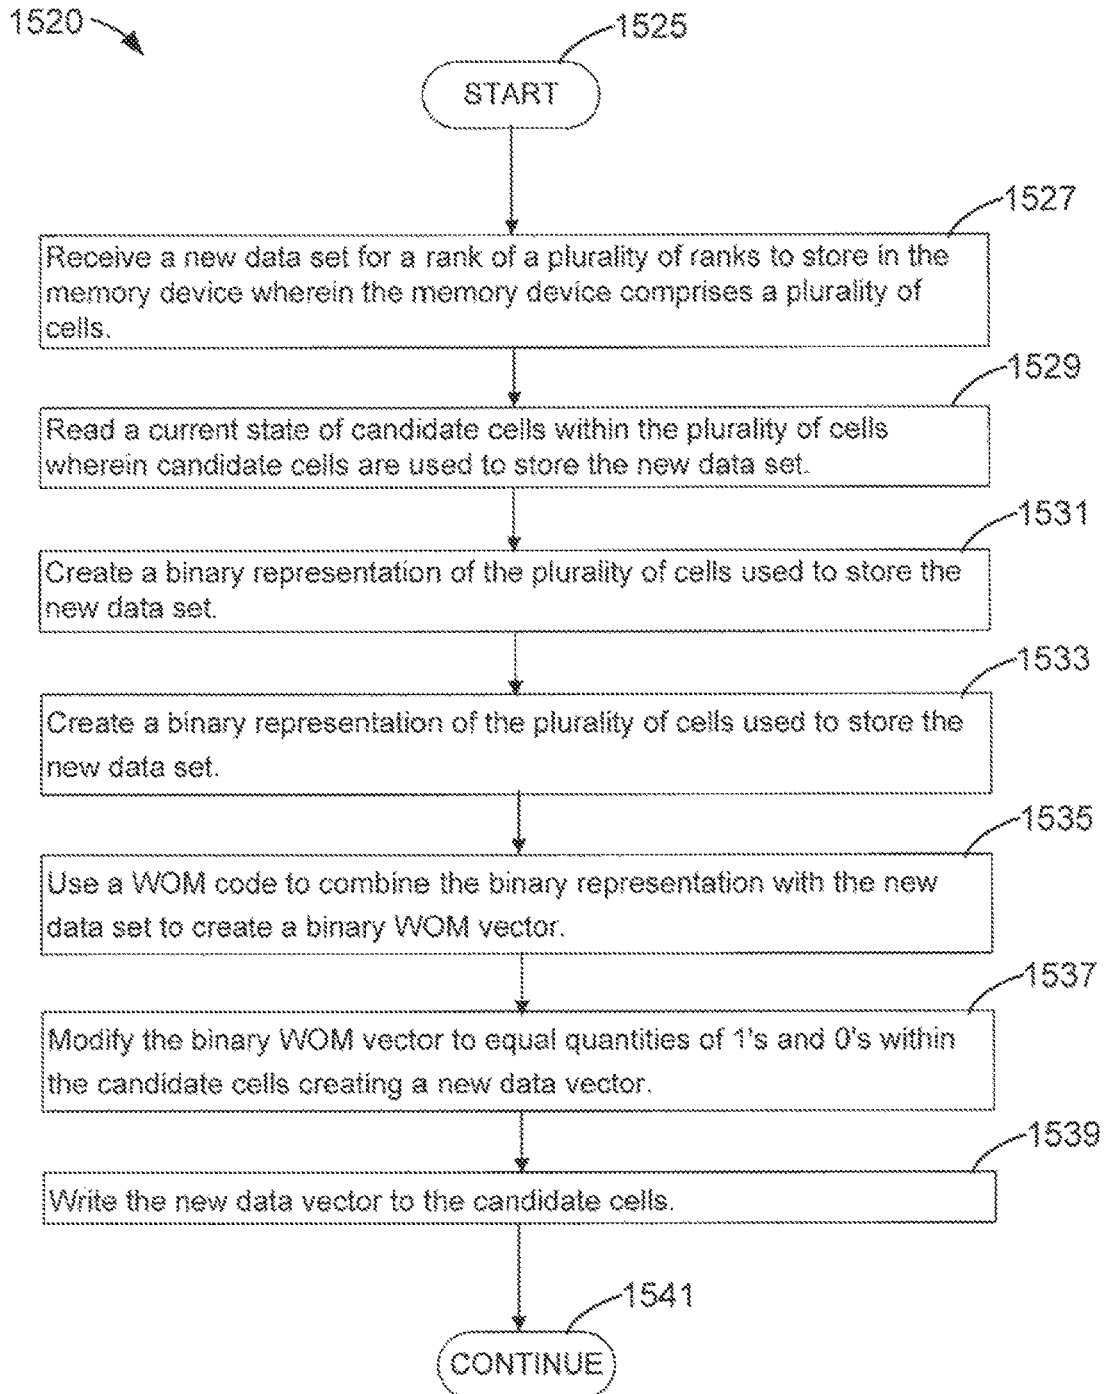 1520
1525
START
1527
Receive a new data set for a rank of a plurality of ranks to store in the
memory device wherein the memory device comprises a plurality of
cells.
1529
Read a current state of candidate cells within the plurality of cells
wherein candidate cells are used to store the new data set.
1531
Create a binary representation of the plurality of cells used to store the
new data set.
1533
Create a binary representation of the plurality of cells used to store the
new data set.
1535
Use a WOM code to combine the binary representation with the new
data set to create a binary WOM vector.
1537
Modify the binary WOM vector to equal quantities of 1's and 0's within
the candidate cells creating a new data vector.
1539
Write the new data vector to the candidate cells.
1541
CONTINUE